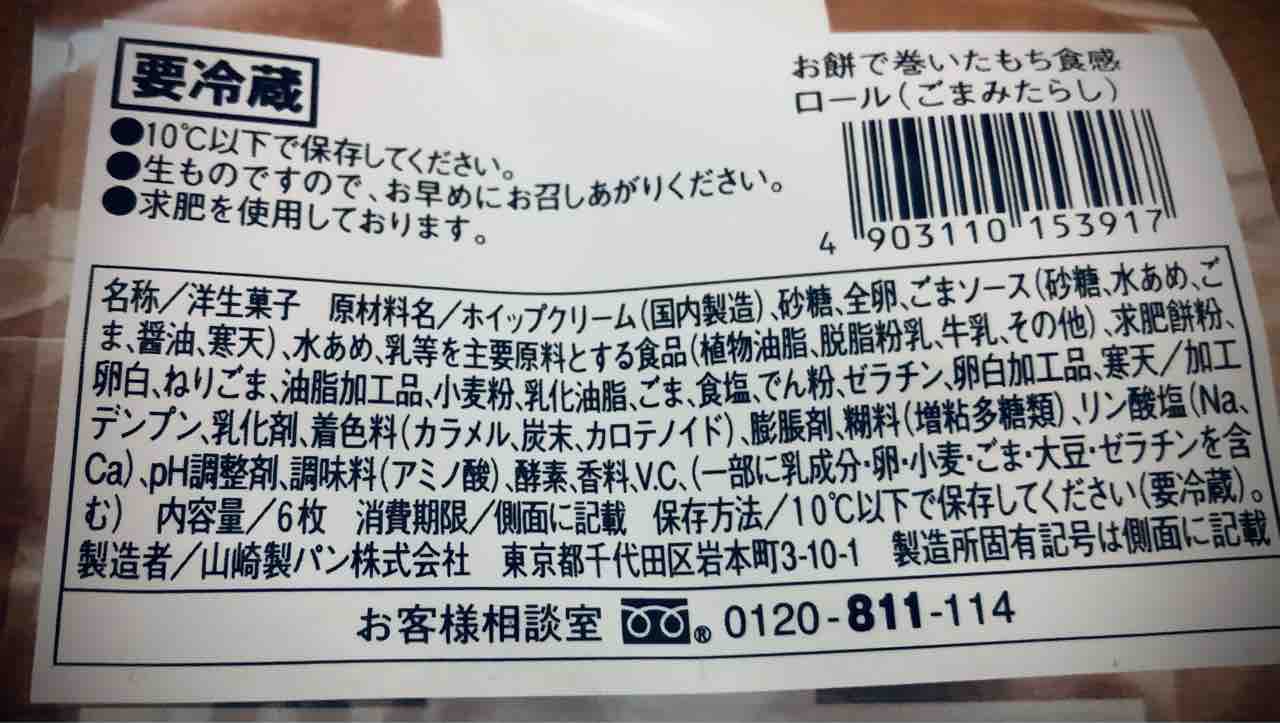 要冷蔵
●10℃以下で保存してください。
●生ものですので、お早めにお召しあがりください。
●求肥を使用しております。
お餅で巻いたもち食感
ロール(ごまみたらし)
4 903110 153917
名称/洋生菓子 原材料名/ホイップクリーム(国内製造)、砂糖、全卵、ごまソース(砂糖、水あめ、ご
ま、醤油、寒天)、水あめ、乳等を主要原料とする食品(植物油脂、脱脂粉乳、牛乳、その他)、求肥餅粉、
卵白、ねりごま、油脂加工品、小麦粉、乳化油脂、ごま、食塩、でん粉、ゼラチン、卵白加工品、寒天/加工
デンプン、乳化剤、着色料(カラメル、炭末、カロテノイド)、膨脹剤、糊料(増粘多糖類)、リン酸塩(Na、
Ca)、pH調整剤、調味料(アミノ酸)、酵素、香料、V.C、(一部に乳成分・卵・小麦・ごま・大豆・ゼラチンを含
む) 内容量/6枚 消費期限/側面に記載 保存方法/10℃以下で保存してください(要冷蔵)。
製造者/山崎製パン株式会社 東京都千代田区岩本町3-10-1 製造所固有記号は側面に記載
お客様相談室 ® 0120-811-114